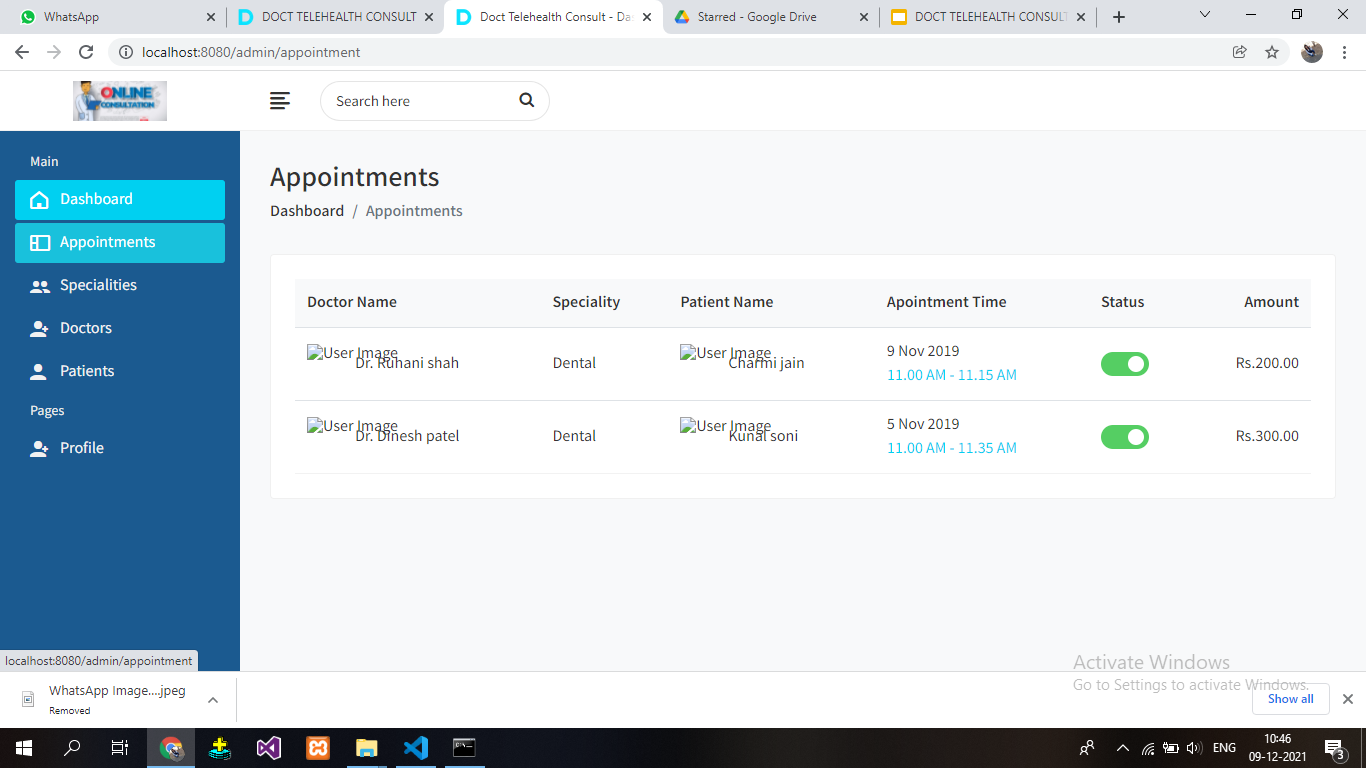 WhatsApp
DOCT TELEHEALTH CONSULT
Doct Telehealth Consult - Da
Starred - Google Drive
DOCT TELEHEALTH CONSULT
localhost:8080/admin/appointment
ONLINE
CONSULTATION
Search here
Main
Dashboard
Appointments
Specialities
Doctors
Patients
Pages
Profile
Appointments
Dashboard / Appointments
Doctor Name Speciality Patient Name Apointment Time Status Amount
User Image Dr. Ruhani shah Dental User Image Charmi jain 9 Nov 2019 Rs.200.00
11.00 AM - 11.15 AM
User Image Dr. Dinesh patel Dental User Image Kunal soni 5 Nov 2019 Rs.300.00
11.00 AM - 11.35 AM
localhost:8080/admin/appointment
Activate Windows
Go to Settings to activate Windows.
WhatsApp Image....jpeg
Removed
Show all
ENG
10:46
09-12-2021
3